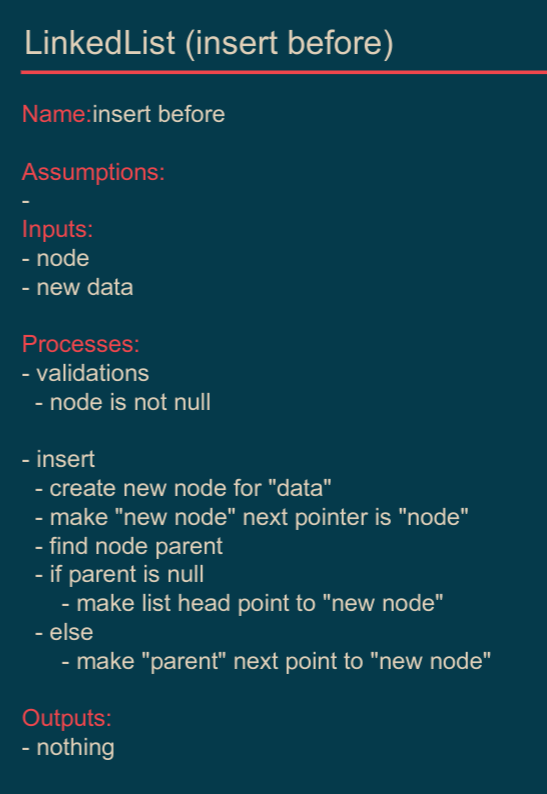 LinkedList (insert before)
Name:insert before
Assumptions:
-
Inputs:
- node
- new data
Processes:
- validations
- node is not null
- insert
- create new node for "data"
- make "new node" next pointer is "node"
- find node parent
- if parent is null
- make list head point to "new node"
- else
- make "parent" next point to "new node"
Outputs:
- nothing